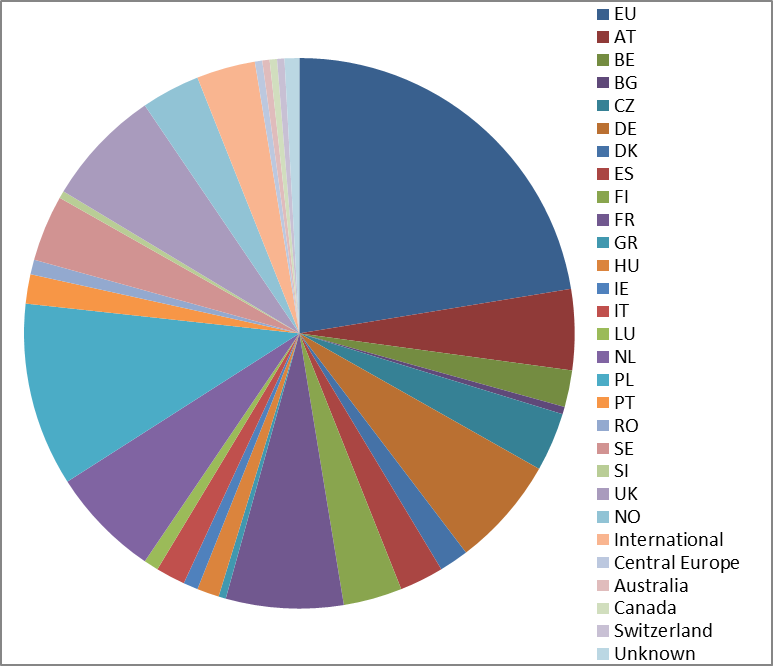 EU
AT
BE
BG
CZ
DE
DK
ES
FI
FR
GR
HU
IE
IT
LU
NL
PL
PT
RO
SE
SI
UK
NO
International
Central Europe
Australia
Canada
Switzerland
Unknown